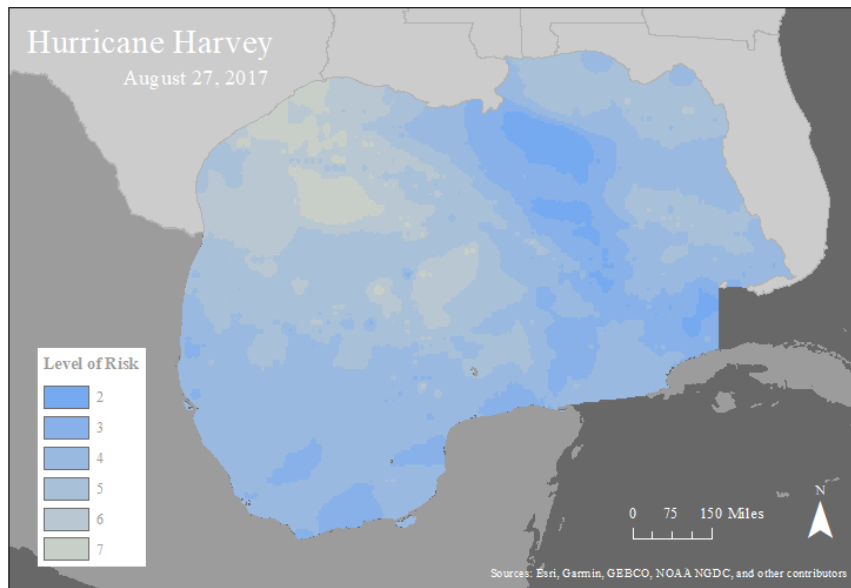 Hurricane Harvey
August 27, 2017
Level of Risk
2
3
4
5
6
7
N
0 75 150 Miles
Sources: Esri, Garmin, GEBCO, NOAA NGDC, and other contributors